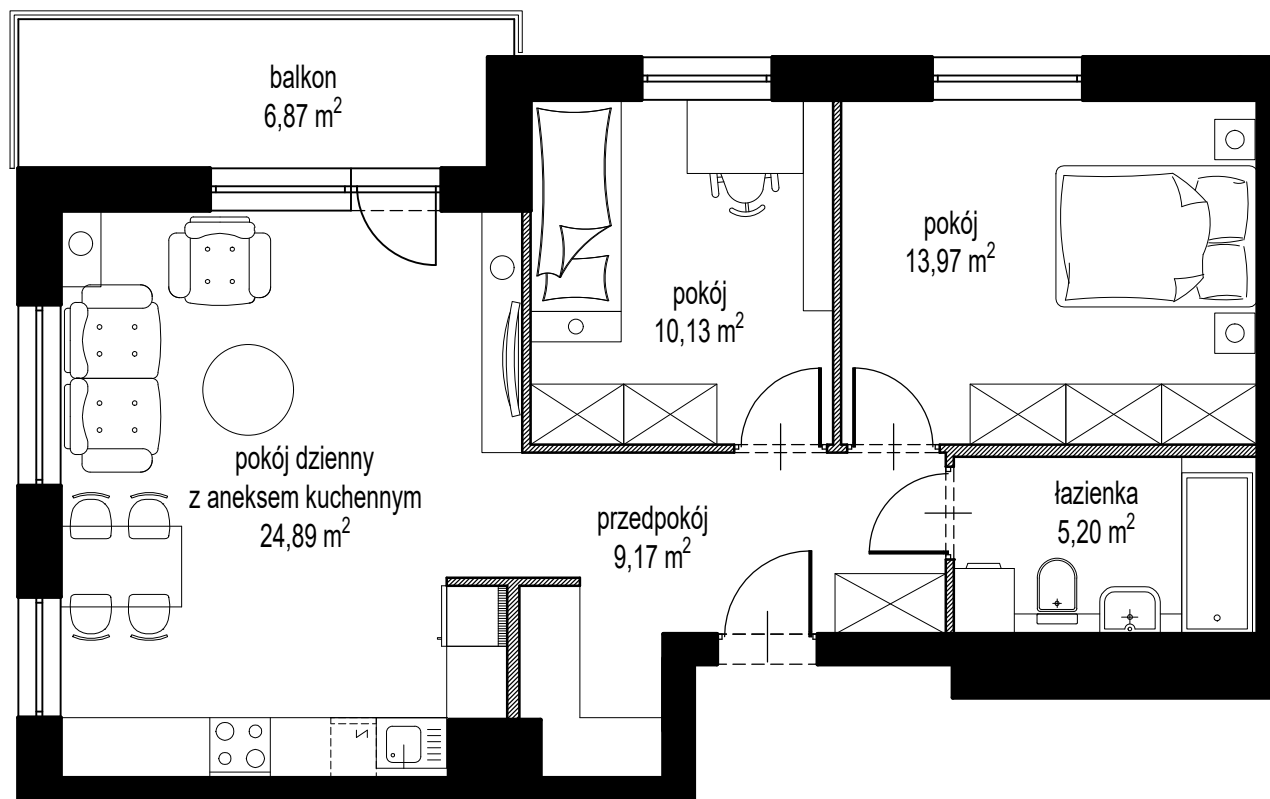 balkon
6,87 m²
pokój
13,97 m²
pokój
10,13 m²
pokój dzienny
z aneksem kuchennym
24,89 m²
przedpokój
9,17 m²
łazienka
5,20 m²